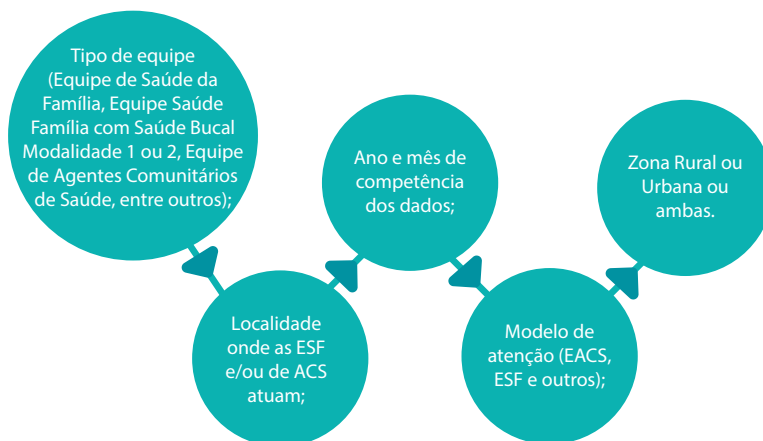 Tipo de equipe
(Equipe de Saúde da
Família, Equipe Saúde
Família com Saúde Bucal
Modalidade 1 ou 2, Equipe
de Agentes Comunitários
de Saúde, entre outros);
Localidade
onde as ESF
e/ou de ACS
atuam;
Ano e mês de
competência
dos dados;
Modelo de
atenção (EACS,
ESF e outros);
Zona Rural ou
Urbana ou
ambas.